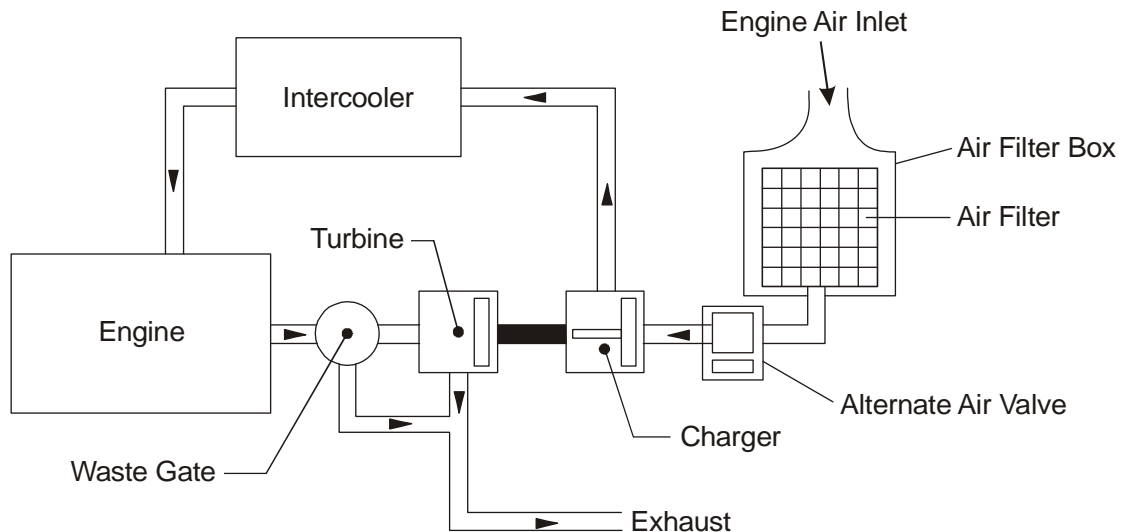 Engine Air Inlet
Intercooler
Air Filter Box
Air Filter
Turbine
Engine
Alternate Air Valve
Charger
Waste Gate
Exhaust